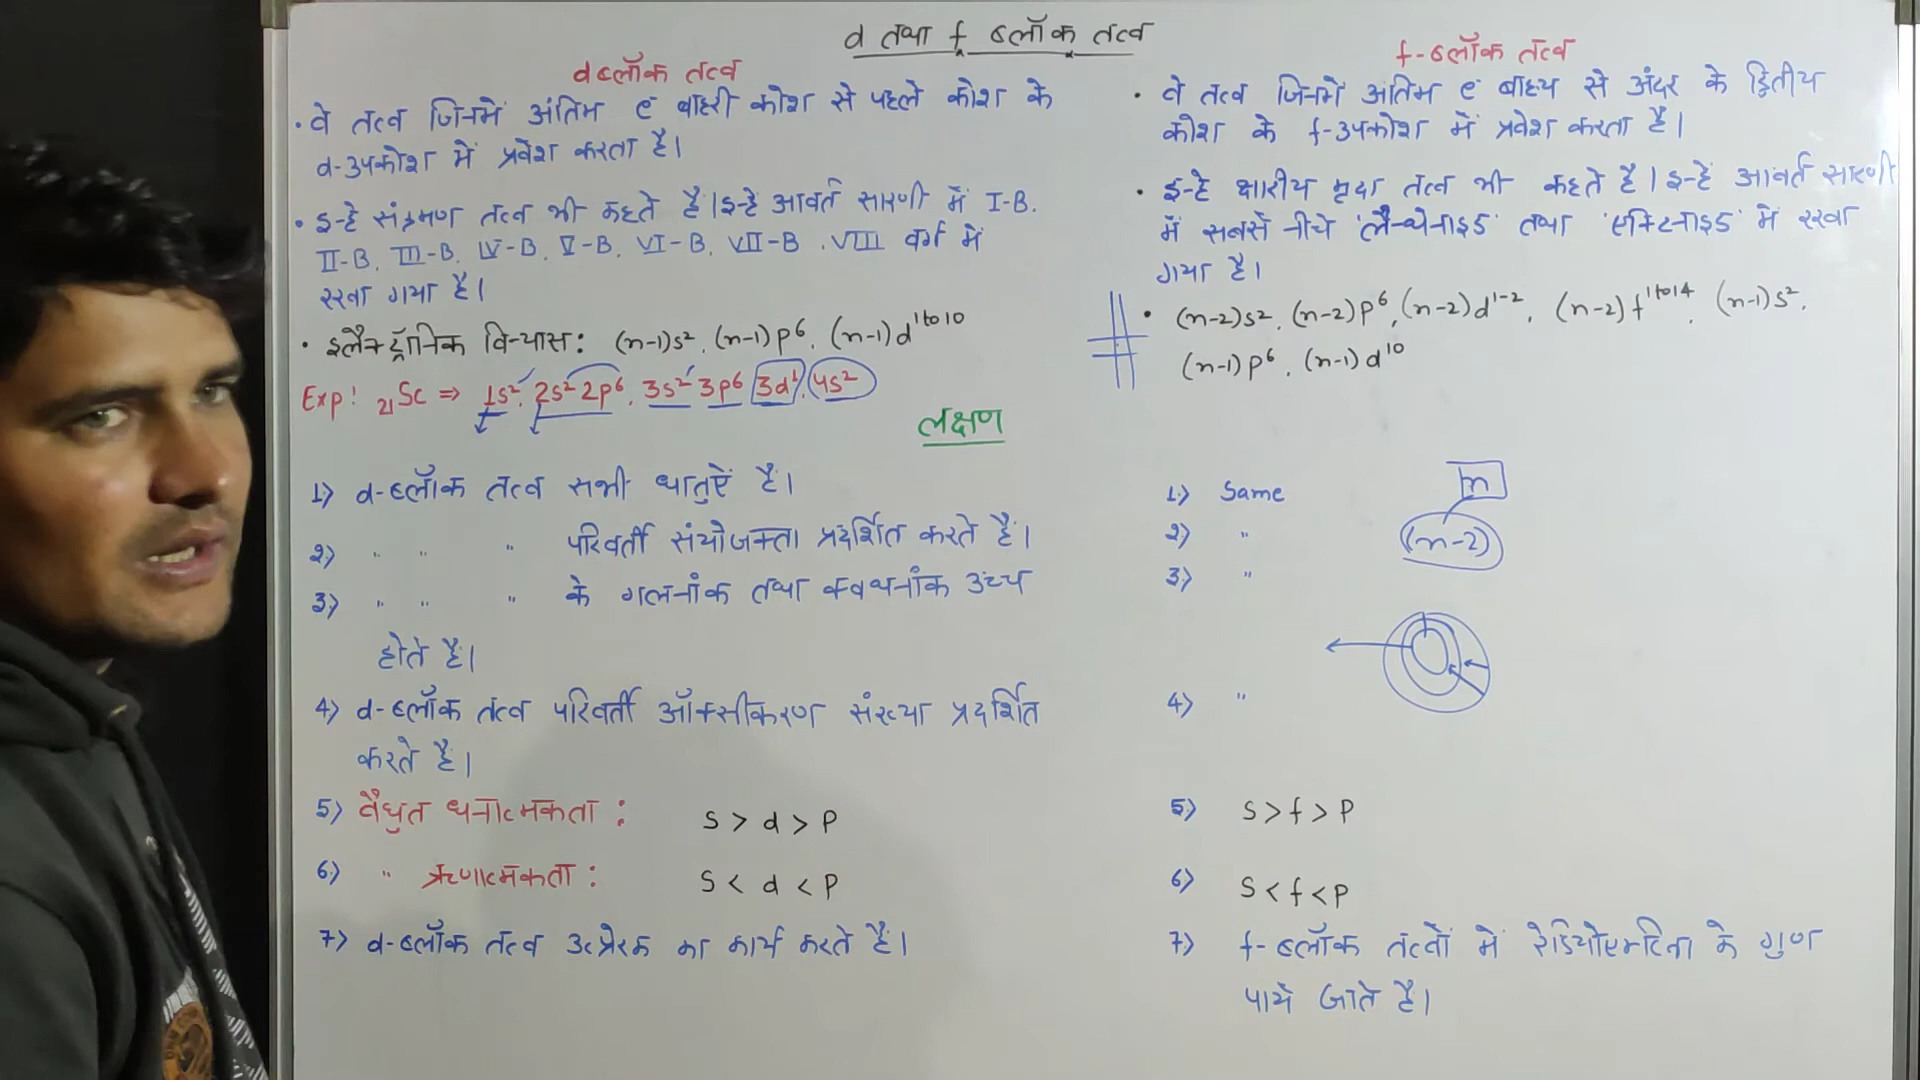 d तथा f ब्लॉक तत्व
d ब्लॉक तत्व
• वे तत्व जिनमें अंतिम e⁻ बाहरी कोश से पहले कोश के
d-उपकोश में प्रवेश करता है।
• इन्हे संक्रमण तत्व भी कहते है। इन्हे आवर्त सारणी में I-B,
II-B, III-B, IV-B, V-B, VI-B, VII-B, VIII वर्ग में
रखा गया है।
• इलैक्ट्रॉनिक विन्यास: (n-1)s², (n-1)p⁶, (n-1)d¹ᵗᵒ¹⁰
Exp! ₂₁Sc ⇒ 1s², 2s² 2p⁶, 3s² 3p⁶ 3d¹, 4s²
f-ब्लॉक तत्व
• वे तत्व जिनमें अंतिम e⁻ बाह्य से अंदर के द्वितीय
कोश के f-उपकोश में प्रवेश करता है।
• इन्हे क्षारीय मृदा तत्व भी कहते है। इन्हे आवर्त सारणी
में सबसे नीचे 'लैन्थेनाइड' तथा 'एक्टिनाइड' में रखा
गया है।
• (n-2)s², (n-2)p⁶, (n-2)d¹⁻², (n-2)f¹ᵗᵒ¹⁴, (n-1)s²,
(n-1)p⁶, (n-1)d¹⁰
लक्षण
1) d-ब्लॉक तत्व सभी धातुऐं है।
2) " " " परिवर्ती संयोजक्ता प्रदर्शित करते है।
3) " " " के गलनांक तथा क्वथनांक उच्च
होते है।
4) d-ब्लॉक तत्व परिवर्ती ऑक्सीकरण संख्या प्रदर्शित
करते है।
5) वैधुत धनात्मकता: s > d > p
6) " ऋणात्मकता: s < d < p
7) d-ब्लॉक तत्व उत्प्रेरक का कार्य करते है।
1) Same
2) "
3) "
4) "
5) s > f > p
6) s < f < p
7) f-ब्लॉक तत्वों में रेडियोएक्टिवता के गुण
पाये जाते है।
n
(n-2)